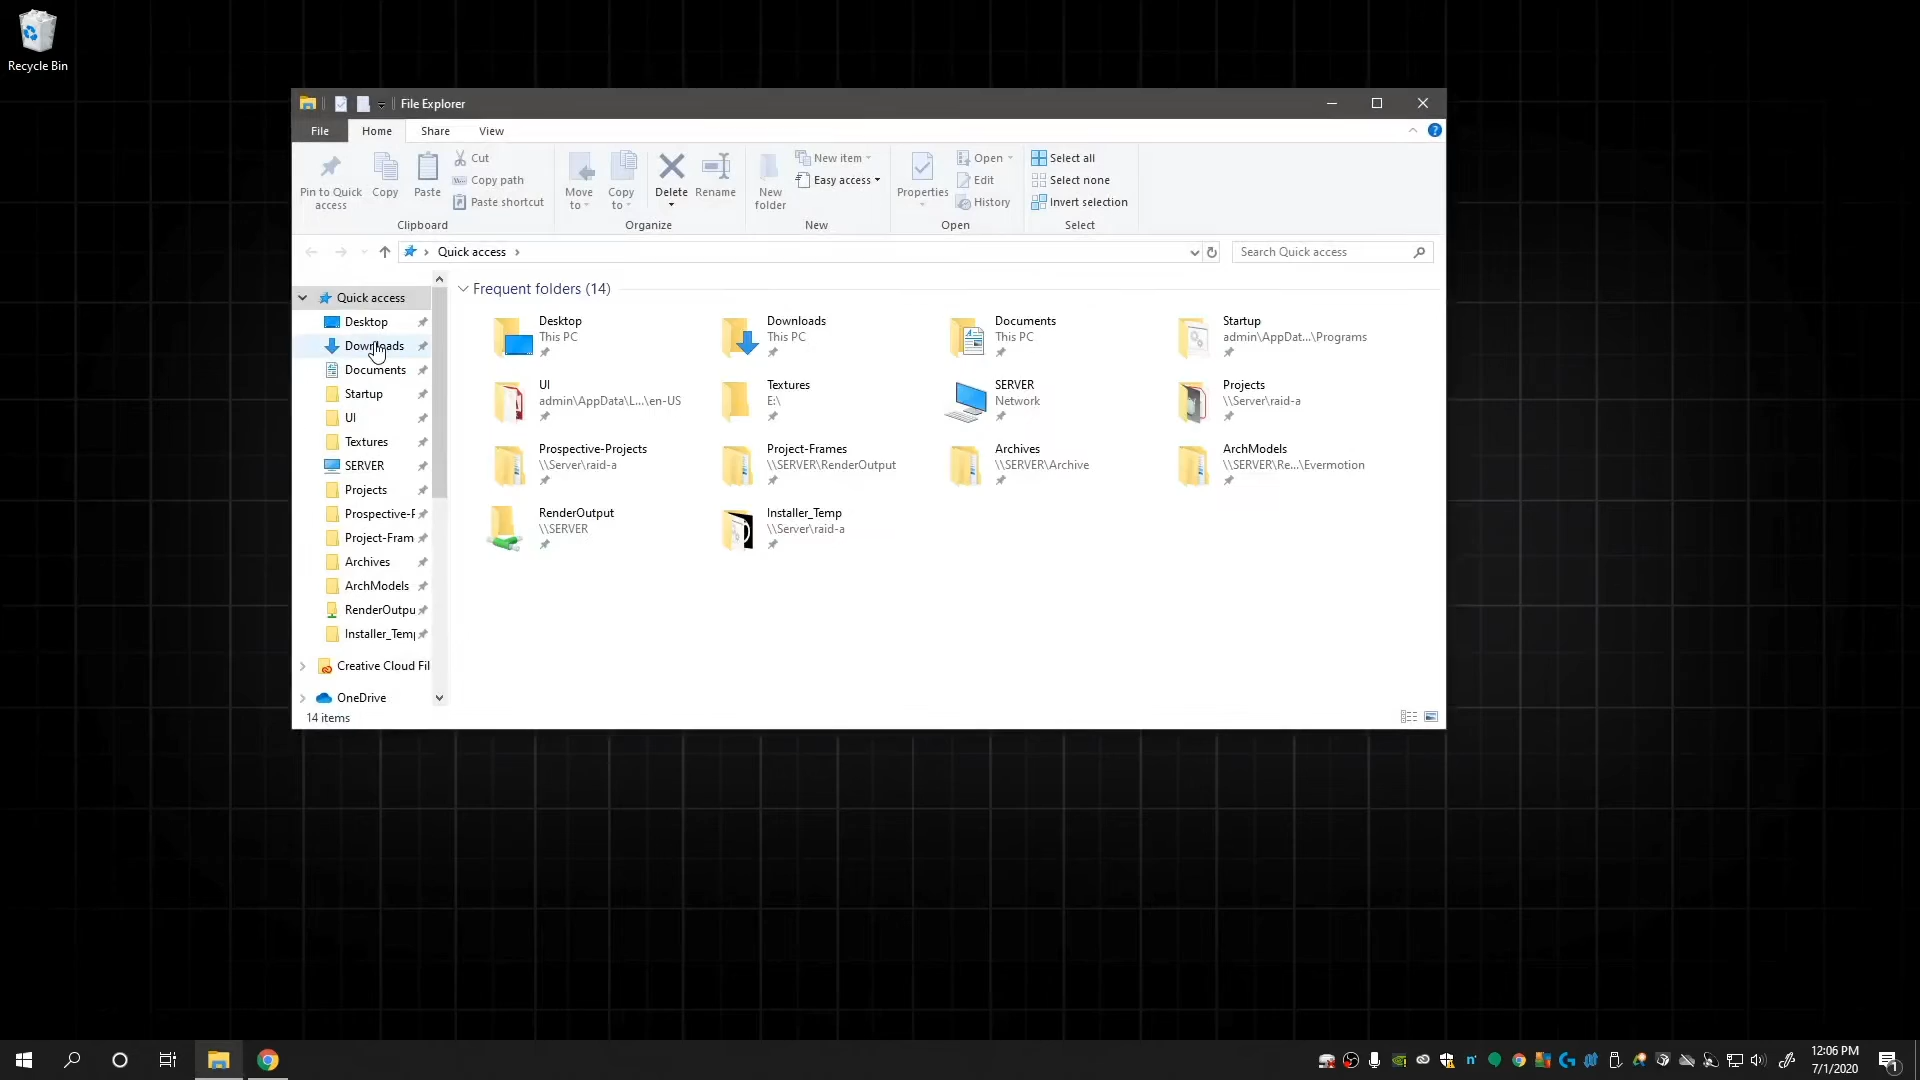 Recycle Bin
File Explorer
File Home Share View
Pin to Quick access
Copy
Paste
Cut
Copy path
Paste shortcut
Clipboard
Move to
Copy to
Delete
Rename
Organize
New folder
New item
Easy access
New
Properties
Open
Edit
History
Open
Select all
Select none
Invert selection
Select
Quick access
Search Quick access
Quick access
Desktop
Downloads
Documents
Startup
UI
Textures
SERVER
Projects
Prospective-F
Project-Fram
Archives
ArchModels
RenderOutpu
Installer_Temp
Creative Cloud Fil
OneDrive
14 items
Frequent folders (14)
Desktop
This PC
Downloads
This PC
Documents
This PC
Startup
admin\AppDat...\Programs
UI
admin\AppData\L...\en-US
Textures
E:\
SERVER
Network
Projects
\\Server\raid-a
Prospective-Projects
\\Server\raid-a
Project-Frames
\\SERVER\RenderOutput
Archives
\\SERVER\Archive
ArchModels
\\SERVER\Re...\Evermotion
RenderOutput
\\SERVER
Installer_Temp
\\Server\raid-a
12:06 PM
7/1/2020
1